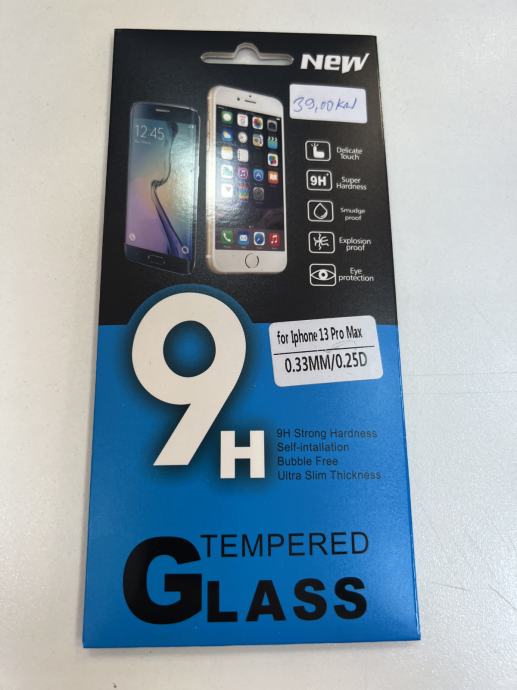 New
39,00 KN
12:45
Delicate
Touch
9H
Super
Hardness
Smudge
proof
Explosion
proof
Eye
protection
for Iphone 13 Pro Max
0.33MM/0.25D
9H
9H Strong Hardness
Self-intallation
Bubble Free
Ultra Slim Thickness
TEMPERED
GLASS